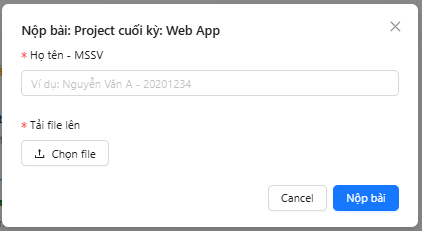 Nộp bài: Project cuối kỳ: Web App
* Họ tên - MSSV
Ví dụ: Nguyễn Văn A - 20201234
* Tải file lên
Chọn file
Cancel
Nộp bài